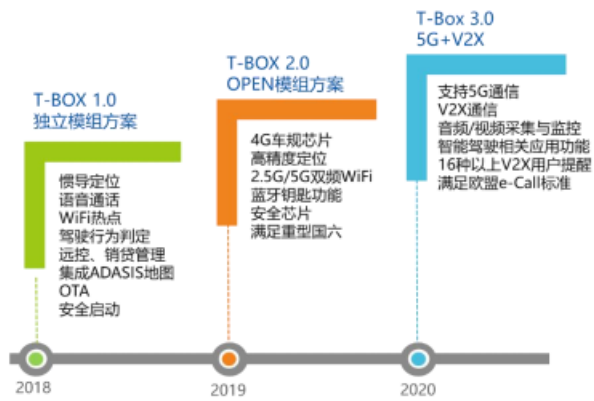 T-BOX 1.0
独立模组方案
惯导定位
语音通话
WiFi热点
驾驶行为判定
远控、销贷管理
集成ADASIS地图
OTA
安全启动
2018
T-BOX 2.0
OPEN模组方案
4G车规芯片
高精度定位
2.5G/5G双频WiFi
蓝牙钥匙功能
安全芯片
满足重型国六
2019
T-Box 3.0
5G+V2X
支持5G通信
V2X通信
音频/视频采集与监控
智能驾驶相关应用功能
16种以上V2X用户提醒
满足欧盟e-Call标准
2020